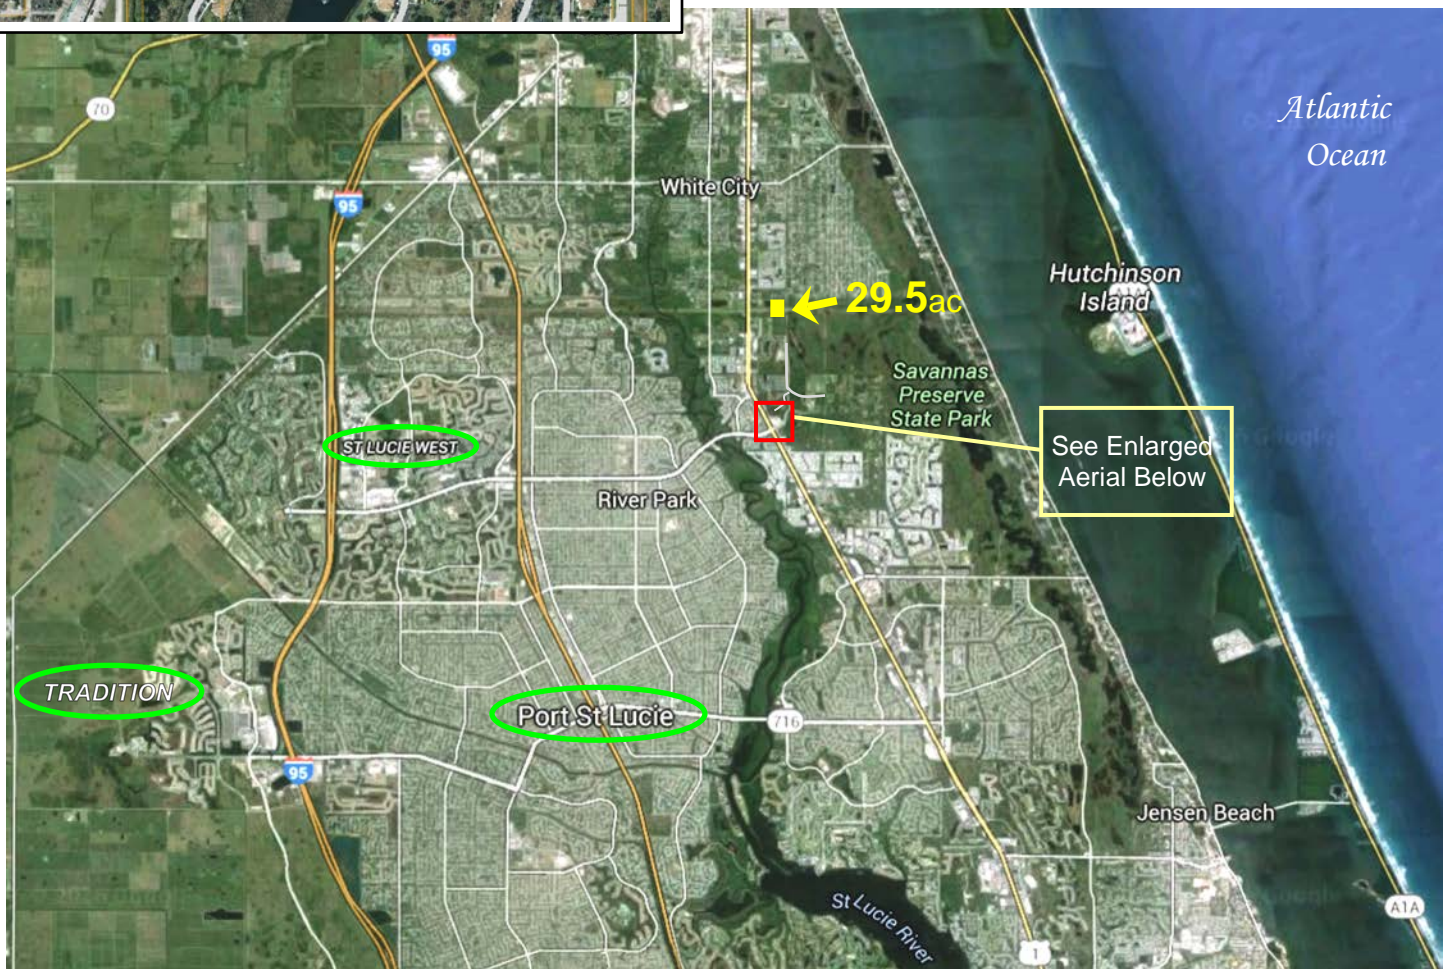 95
Atlantic
Ocean
70
White City
95
Hutchinson
Island
29.5ac
Savannas
Preserve
State Park
See Enlarged
Aerial Below
ST LUCIE WEST
River Park
TRADITION
Port St Lucie
716
95
Jensen Beach
St Lucie River
A1A
1